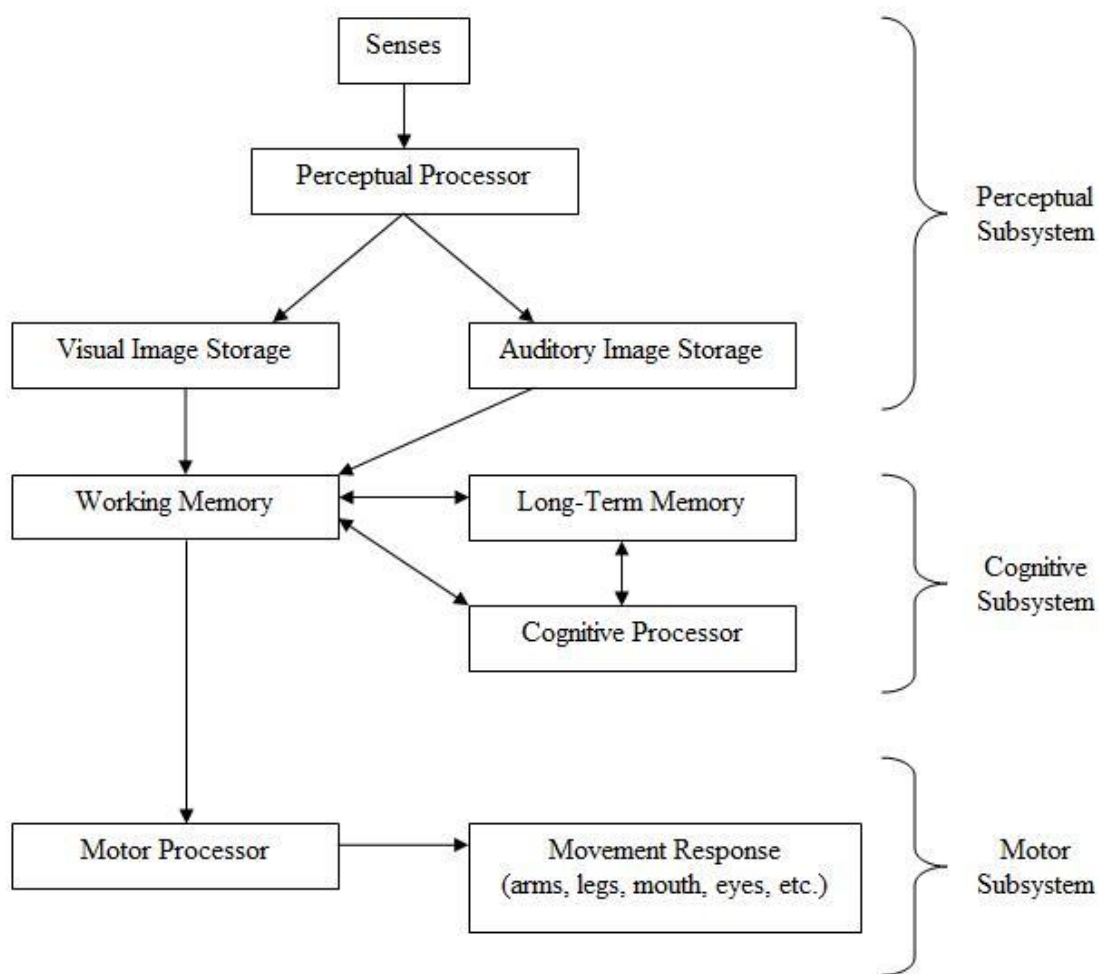 Senses
Perceptual Processor
Perceptual
Subsystem
Visual Image Storage
Auditory Image Storage
Working Memory
Long-Term Memory
Cognitive
Subsystem
Cognitive Processor
Motor Processor
Movement Response
(arms, legs, mouth, eyes, etc.)
Motor
Subsystem